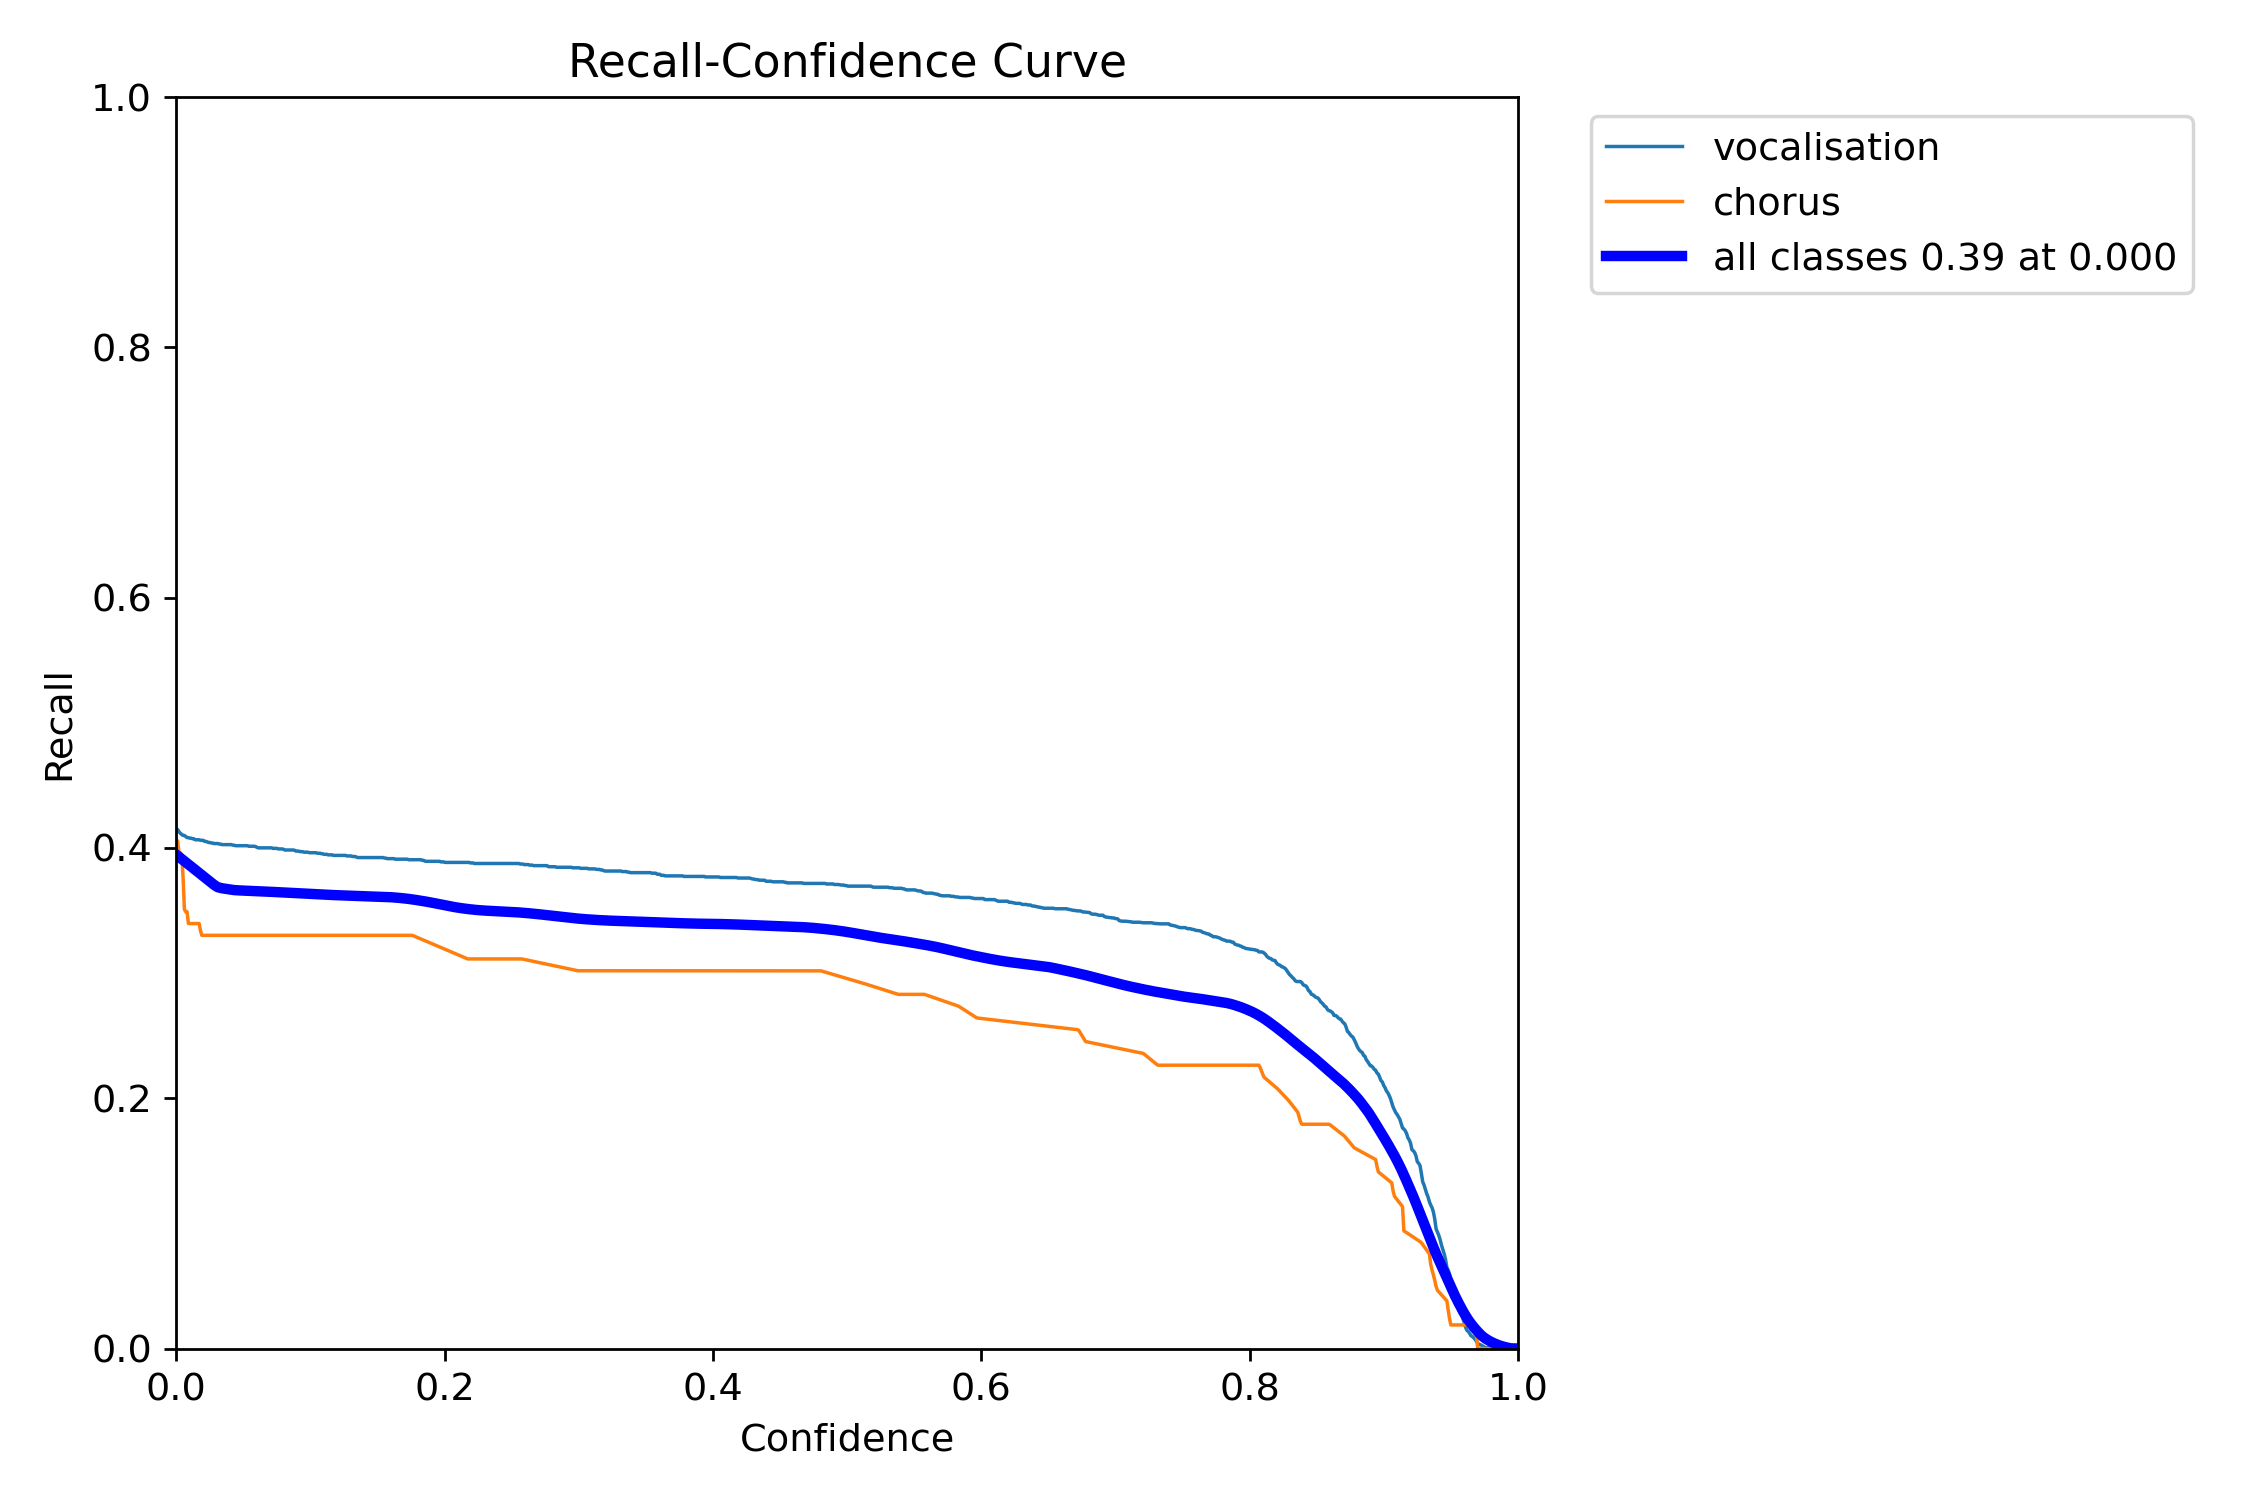 Recall-Confidence Curve
1.0
0.8
0.6
0.4
0.2
0.0
Recall
0.0 0.2 0.4 0.6 0.8 1.0
Confidence
vocalisation
chorus
all classes 0.39 at 0.000